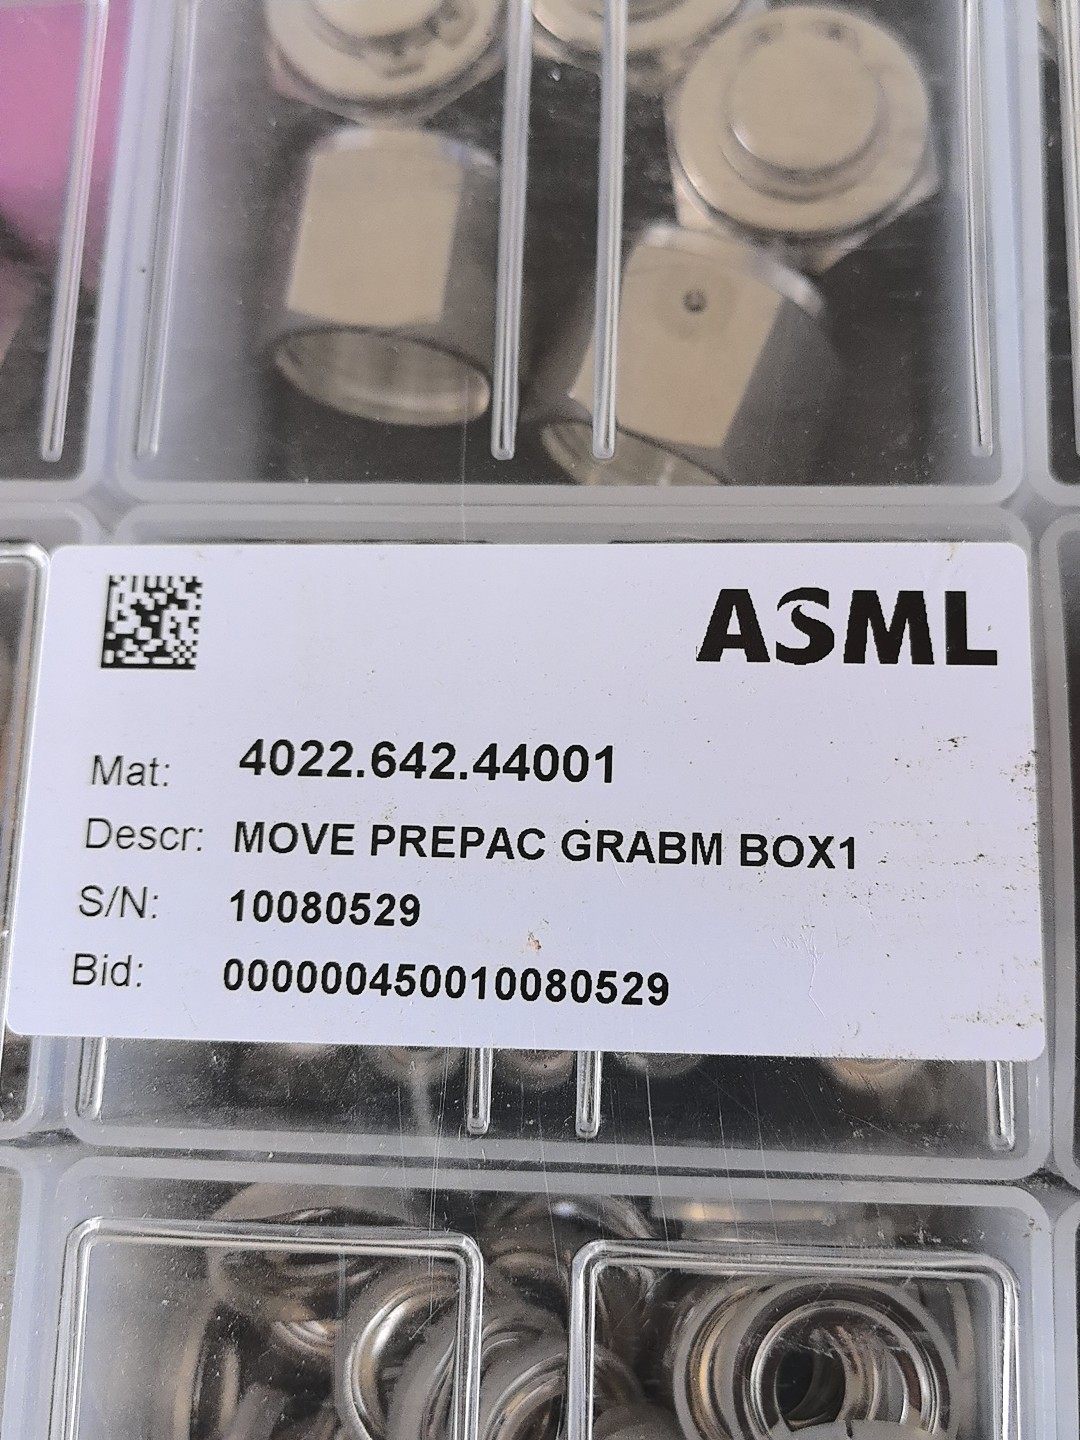 ASML
Mat: 4022.642.44001
Descr: MOVE PREPAC GRABM BOX1
S/N: 10080529
Bid: 000000450010080529